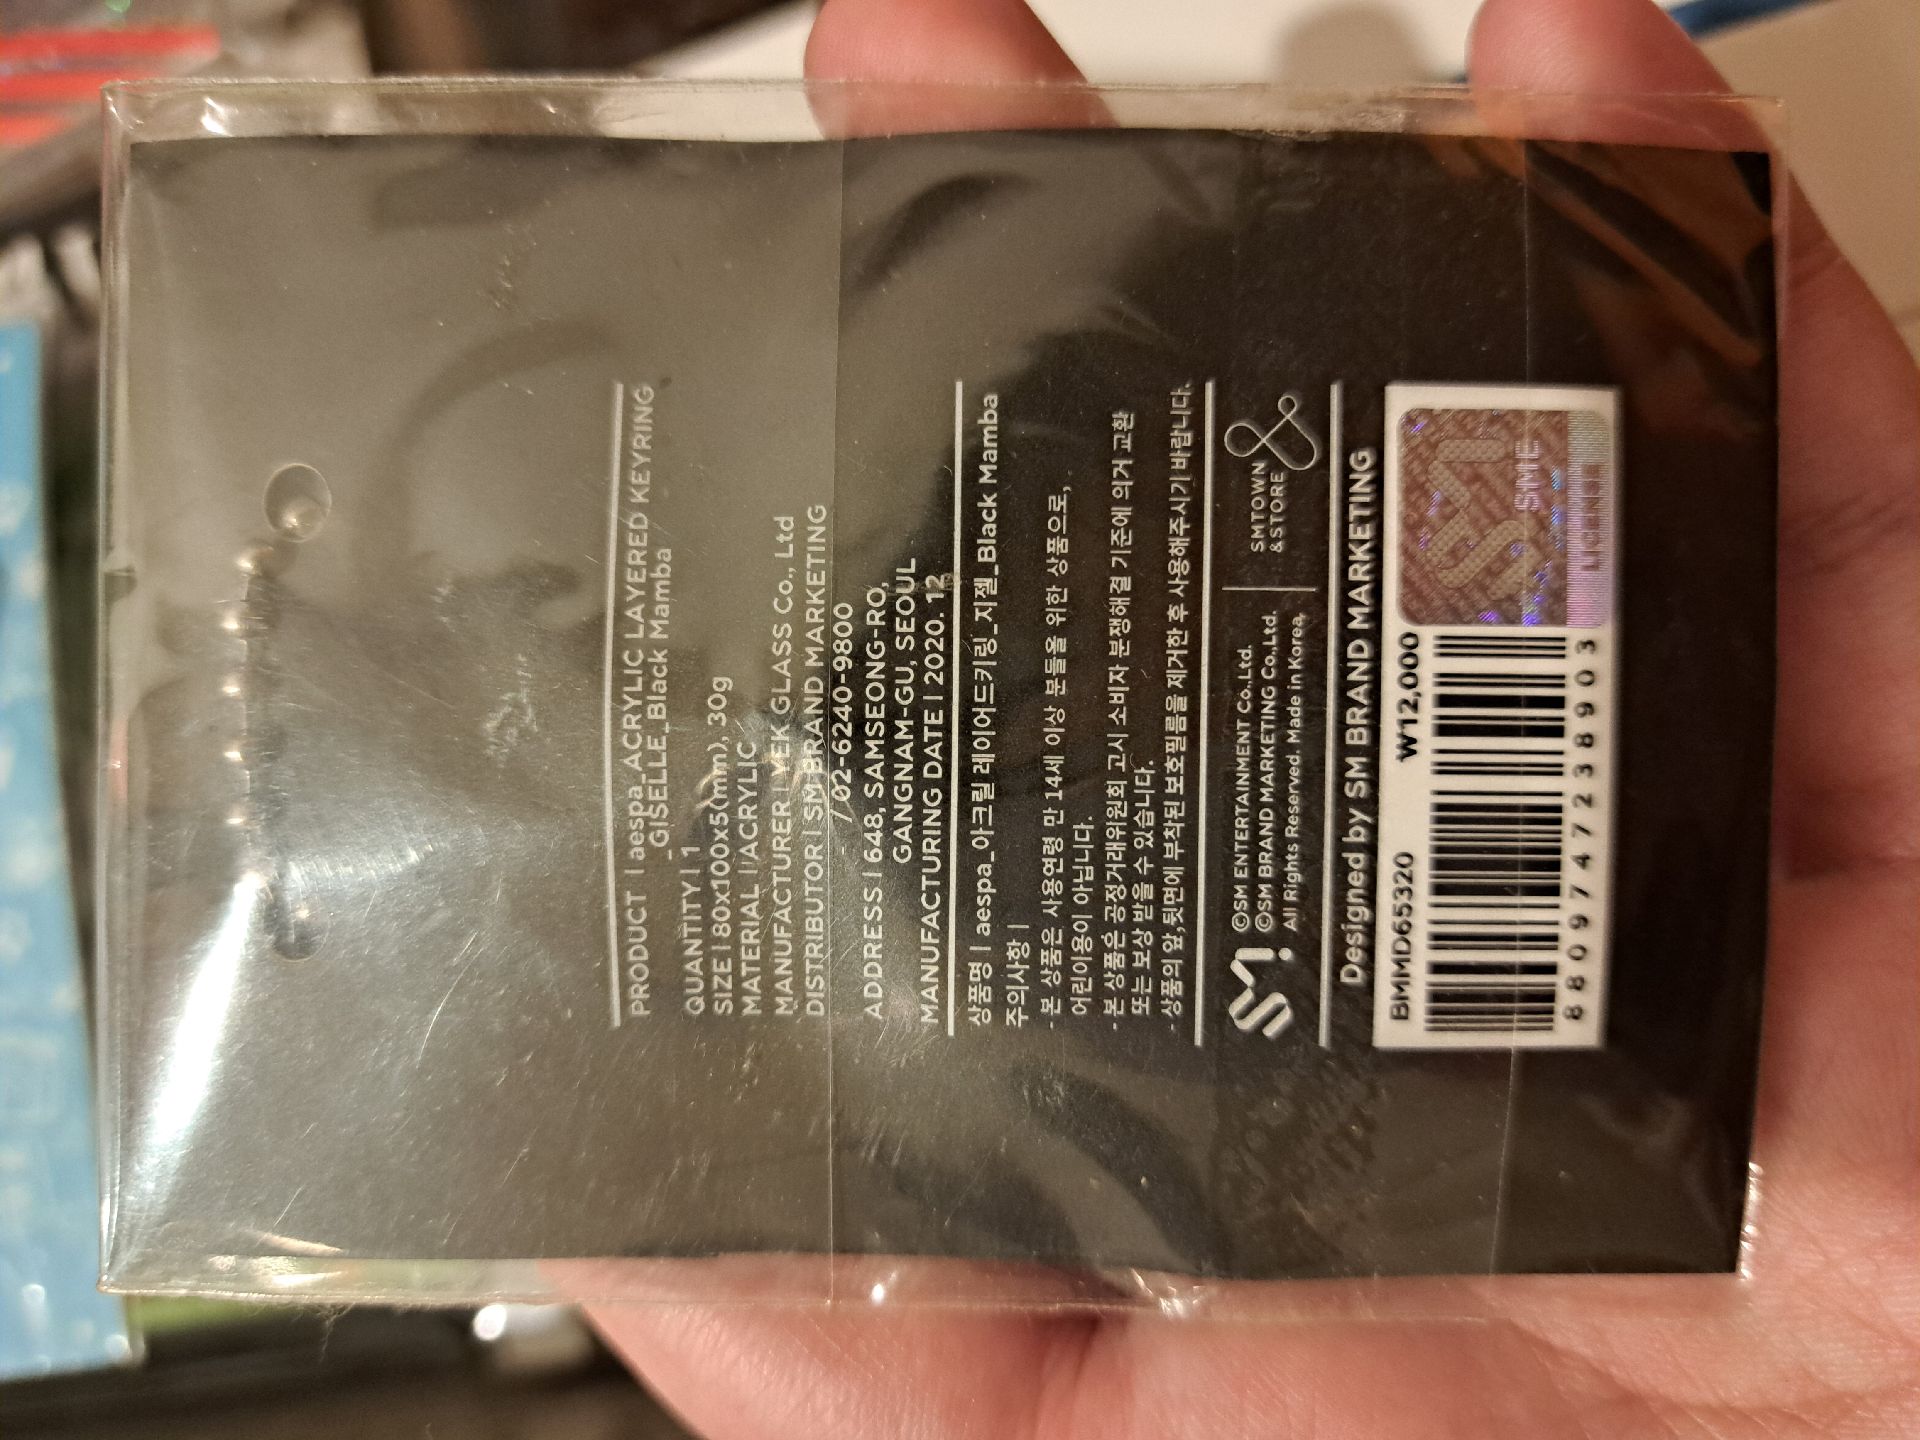 PRODUCT | aespa_ACRYLIC LAYERED KEYRING
_GISELLE_Black Mamba
QUANTITY | 1
SIZE | 80x100x5(mm), 30g
MATERIAL | ACRYLIC
MANUFACTURER | YEK GLASS Co., Ltd
DISTRIBUTOR | SM BRAND MARKETING
/ 02-6240-9800
ADDRESS | 648, SAMSEONG-RO,
GANGNAM-GU, SEOUL
MANUFACTURING DATE | 2020. 12
상품명 | aespa_아크릴 레이어드키링_지젤_Black Mamba
주의사항 |
- 본 상품은 사용연령 만 14세 이상 분들을 위한 상품으로,
어린이용이 아닙니다.
- 본 상품은 공정거래위원회 고시 소비자 분쟁해결 기준에 의거 교환
또는 보상 받을 수 있습니다.
- 상품의 앞,뒷면에 부착된 보호필름을 제거한 후 사용해주시기 바랍니다.
SM
©SM ENTERTAINMENT Co.,Ltd.
©SM BRAND MARKETING Co.,Ltd.
All Rights Reserved. Made in Korea.
SMTOWN
&STORE
Designed by SM BRAND MARKETING
BMMD65320 ₩12,000
8809747238903
SM
SME
LICENSE